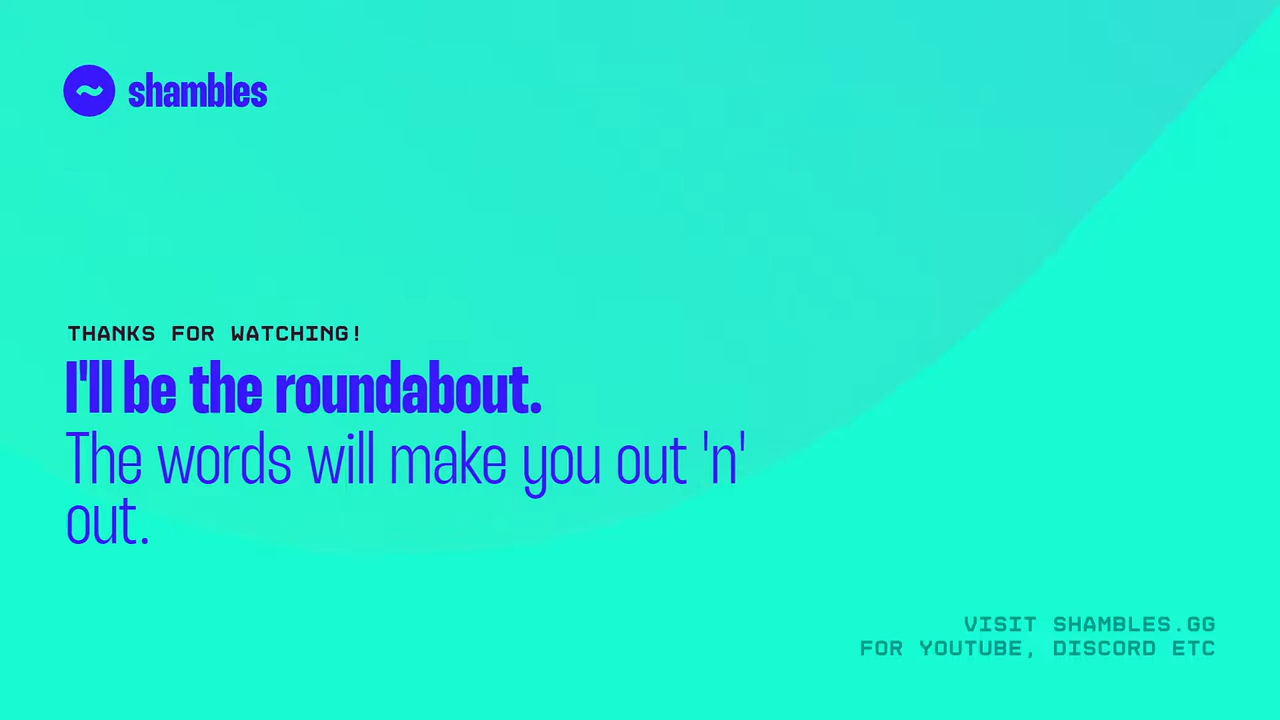 shambles
THANKS FOR WATCHING!
I'll be the roundabout.
The words will make you out 'n'
out.
VISIT SHAMBLES.GG
FOR YOUTUBE, DISCORD ETC